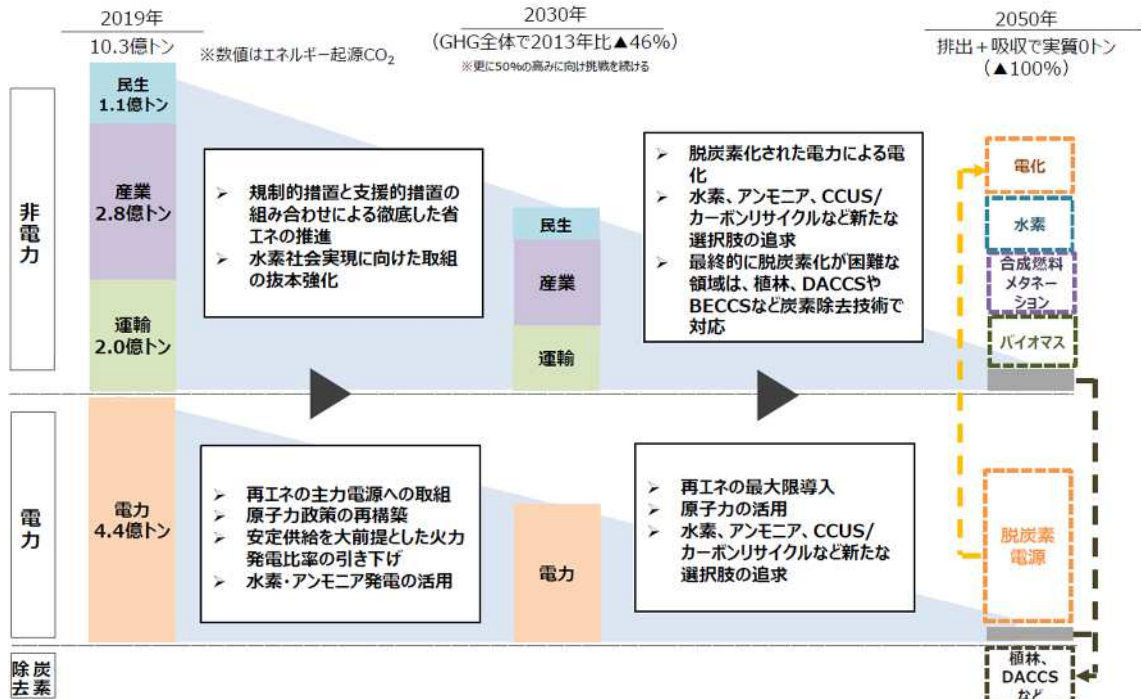 2019年
10.3億トン
※数値はエネルギー起源CO₂
2030年
(GHG全体で2013年比▲46%)
※更に50%の高みに向け挑戦を続ける
2050年
排出+吸収で実質0トン
(▲100%)
非電力
民生
1.1億トン
産業
2.8億トン
運輸
2.0億トン
➢ 規制的措置と支援的措置の
組み合わせによる徹底した省
エネの推進
➢ 水素社会実現に向けた取組
の抜本強化
民生
産業
運輸
➢ 脱炭素化された電力による電
化
➢ 水素、アンモニア、CCUS/
カーボンリサイクルなど新たな
選択肢の追求
➢ 最終的に脱炭素化が困難な
領域は、植林、DACCSや
BECCSなど炭素除去技術で
対応
電化
水素
合成燃料
メタネー
ション
バイオマス
電力
電力
4.4億トン
➢ 再エネの主力電源への取組
➢ 原子力政策の再構築
➢ 安定供給を大前提とした火力
発電比率の引き下げ
➢ 水素・アンモニア発電の活用
電力
➢ 再エネの最大限導入
➢ 原子力の活用
➢ 水素、アンモニア、CCUS/
カーボンリサイクルなど新たな
選択肢の追求
脱炭素
電源
炭素除去
植林、
DACCS
など